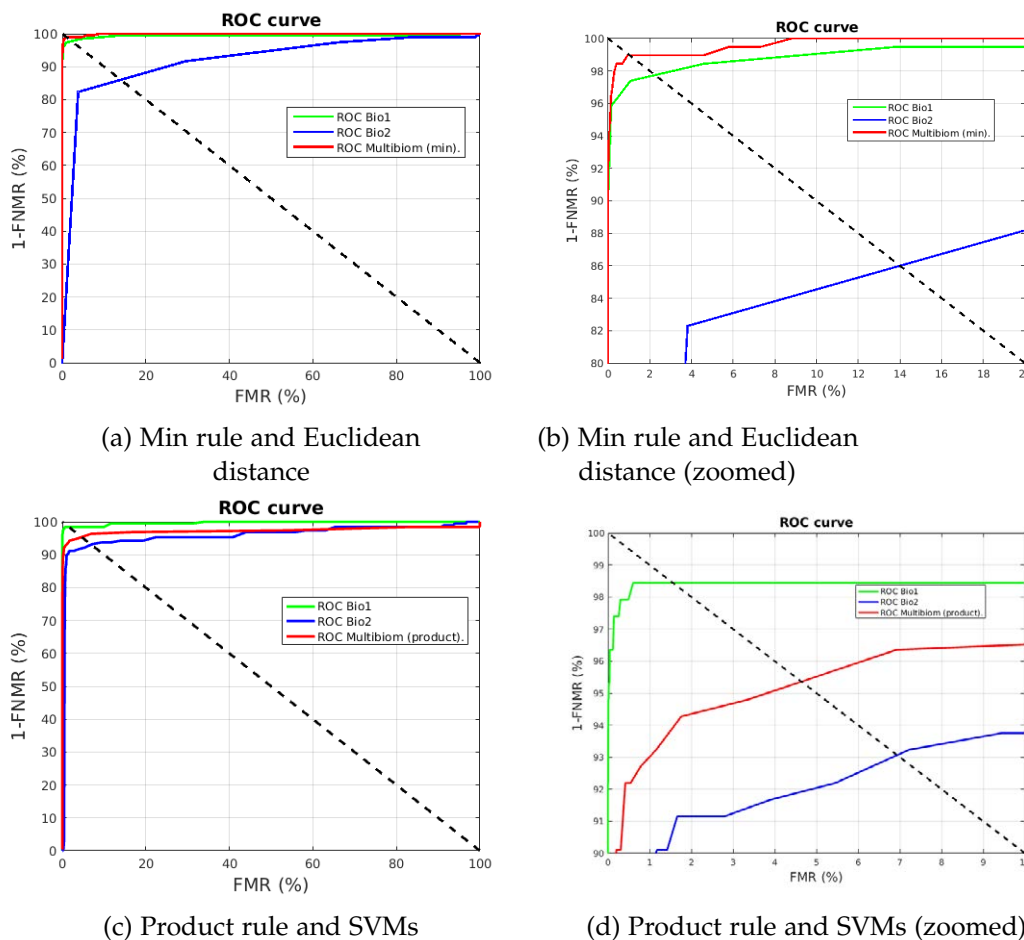 ROC curve
100
90
80
70
60
50
40
30
20
10
0
1-FNMR (%)
ROC Bio1
ROC Bio2
ROC Multibiom (min).
0 20 40 60 80 100
FMR (%)
(a) Min rule and Euclidean
distance
ROC curve
100
98
96
94
92
90
88
86
84
82
80
1-FNMR (%)
ROC Bio1
ROC Bio2
ROC Multibiom (min).
0 2 4 6 8 10 12 14 16 18 20
FMR (%)
(b) Min rule and Euclidean
distance (zoomed)
ROC curve
100
90
80
70
60
50
40
30
20
10
0
1-FNMR (%)
ROC Bio1
ROC Bio2
ROC Multibiom (product).
0 20 40 60 80 100
FMR (%)
(c) Product rule and SVMs
ROC curve
100
99
98
97
96
95
94
93
92
91
90
1-FNMR (%)
ROC Bio1
ROC Bio2
ROC Multibiom (product).
0 1 2 3 4 5 6 7 8 9 10
FMR (%)
(d) Product rule and SVMs (zoomed)